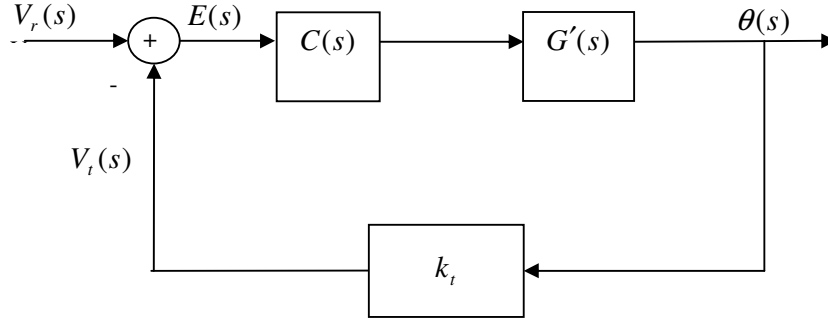 V_r(s)
+
E(s)
C(s)
G′(s)
θ(s)
-
V_t(s)
k_t